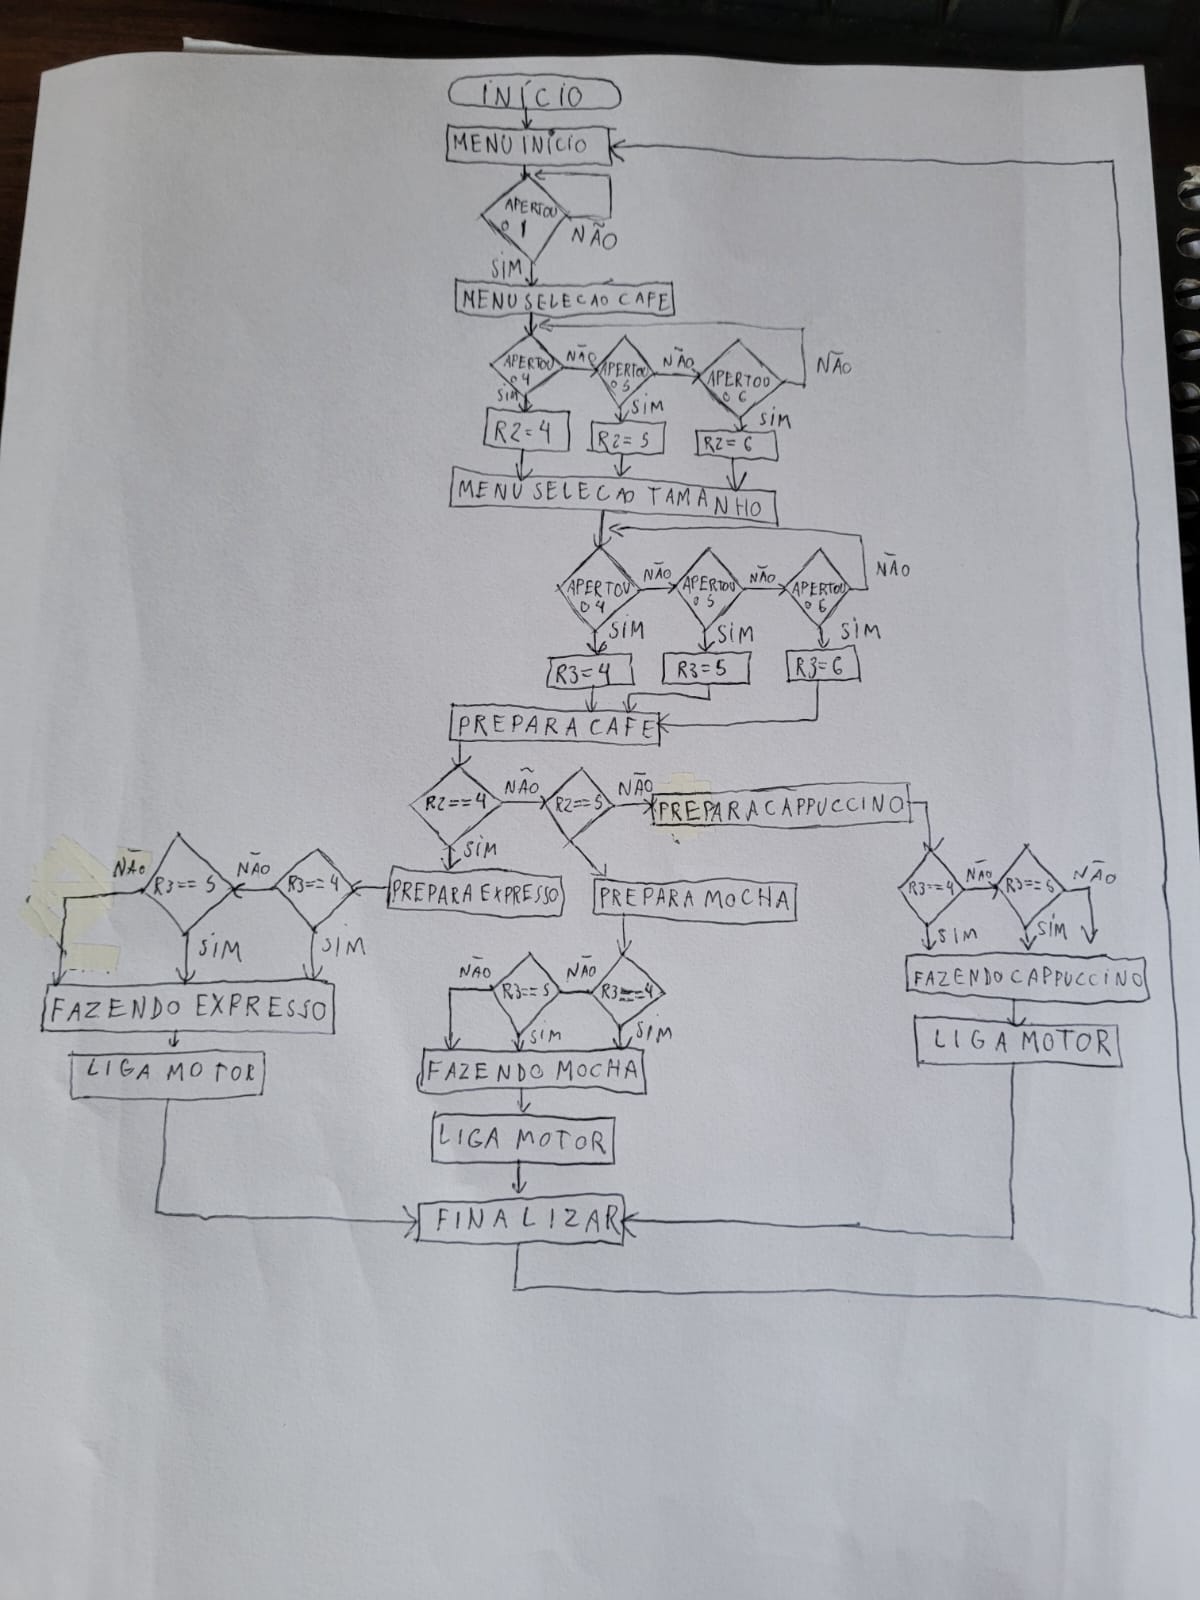 INÍCIO
MENU INÍCIO
APERTOU
O 1
NÃO
SIM
MENU SELECAO CAFE
APERTOU
O 4
NÃO
APERTOU
O 5
NÃO
APERTOU
O 6
NÃO
SIM
SIM
SIM
R2=4
R2=5
R2=6
MENU SELECAO TAMANHO
APERTOU
O 4
NÃO
APERTOU
O 5
NÃO
APERTOU
O 6
NÃO
SIM
SIM
SIM
R3=4
R3=5
R3=6
PREPARA CAFE
R2==4
NÃO
R2==5
NÃO
PREPARA CAPPUCCINO
SIM
NÃO
R3==5
NÃO
R3==4
PREPARA EXPRESSO
PREPARA MOCHA
R3==4
NÃO
R3==5
NÃO
SIM
SIM
SIM
SIM
NÃO
R3==5
NÃO
R3==4
FAZENDO CAPPUCCINO
FAZENDO EXPRESSO
SIM
SIM
LIGA MOTOR
LIGA MOTOR
FAZENDO MOCHA
LIGA MOTOR
FINALIZAR